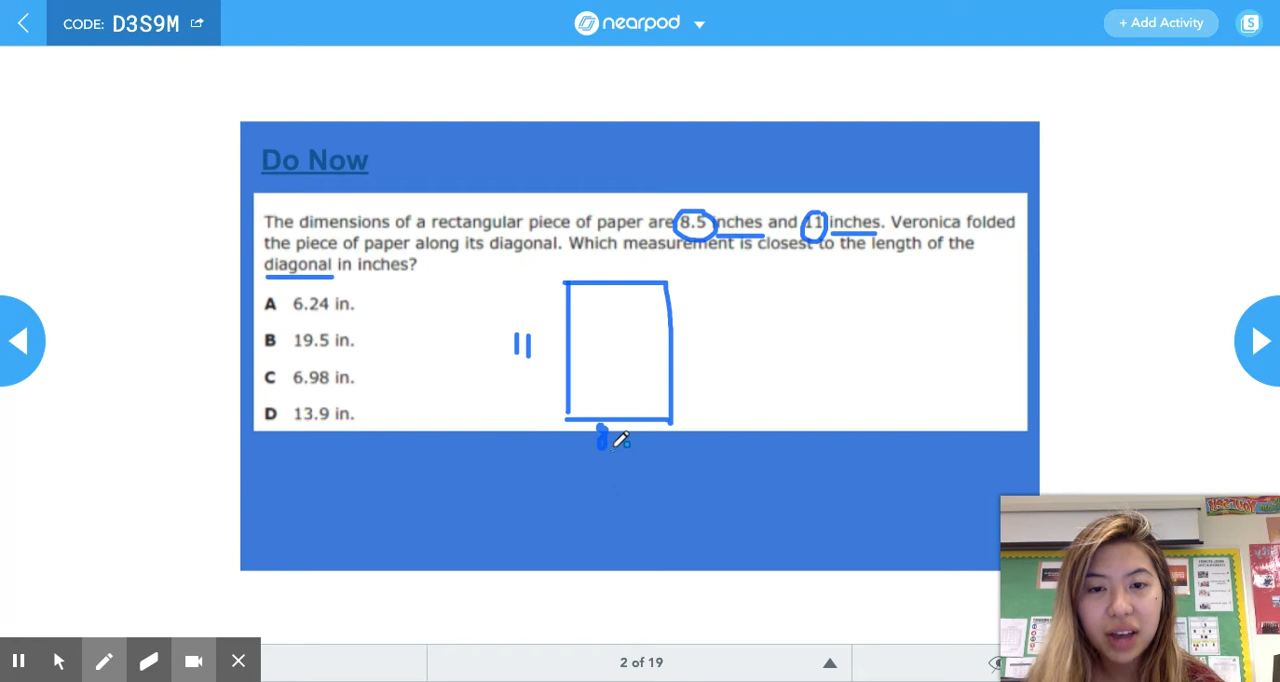 CODE: D3S9M
nearpod
+ Add Activity
S
Do Now
The dimensions of a rectangular piece of paper are 8.5 inches and 11 inches. Veronica folded
the piece of paper along its diagonal. Which measurement is closest to the length of the
diagonal in inches?
A 6.24 in.
B 19.5 in.
C 6.98 in.
D 13.9 in.
11
8
2 of 19